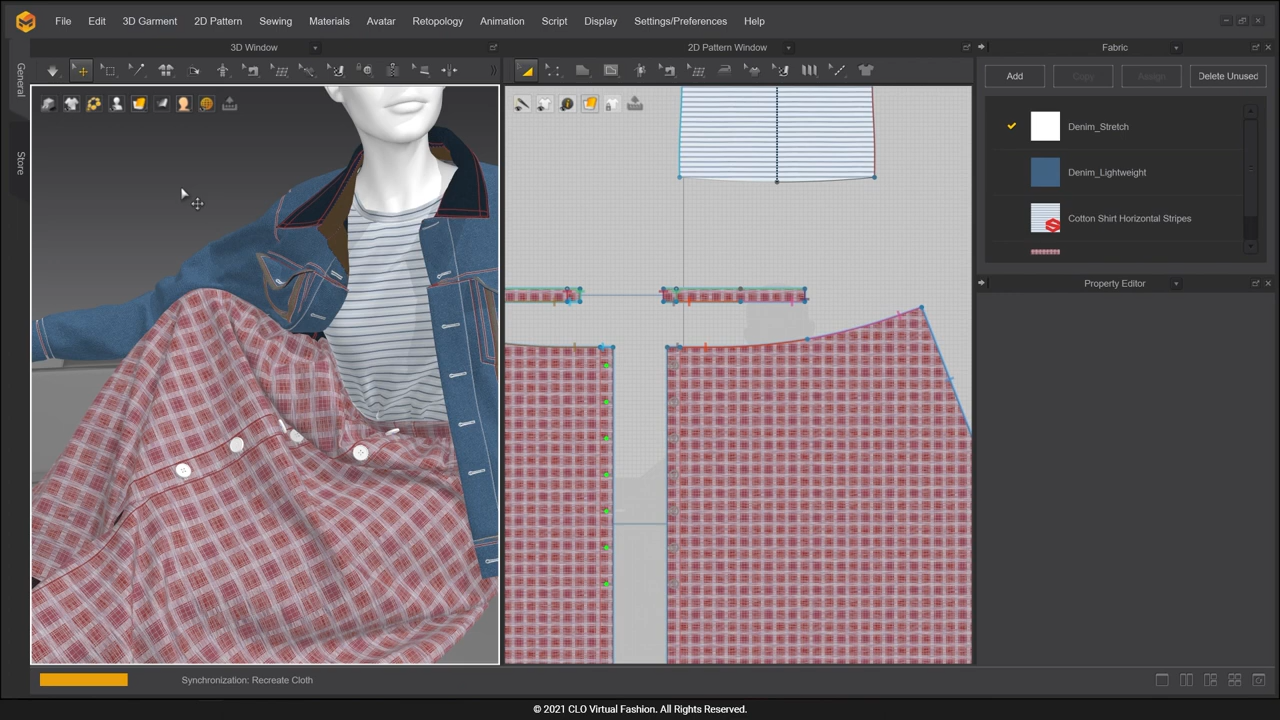 File Edit 3D Garment 2D Pattern Sewing Materials Avatar Retopology Animation Script Display Settings/Preferences Help
3D Window 2D Pattern Window Fabric
General
Store
Add Copy Assign Delete Unused
Denim_Stretch
Denim_Lightweight
Cotton Shirt Horizontal Stripes
Property Editor
Synchronization: Recreate Cloth
© 2021 CLO Virtual Fashion. All Rights Reserved.